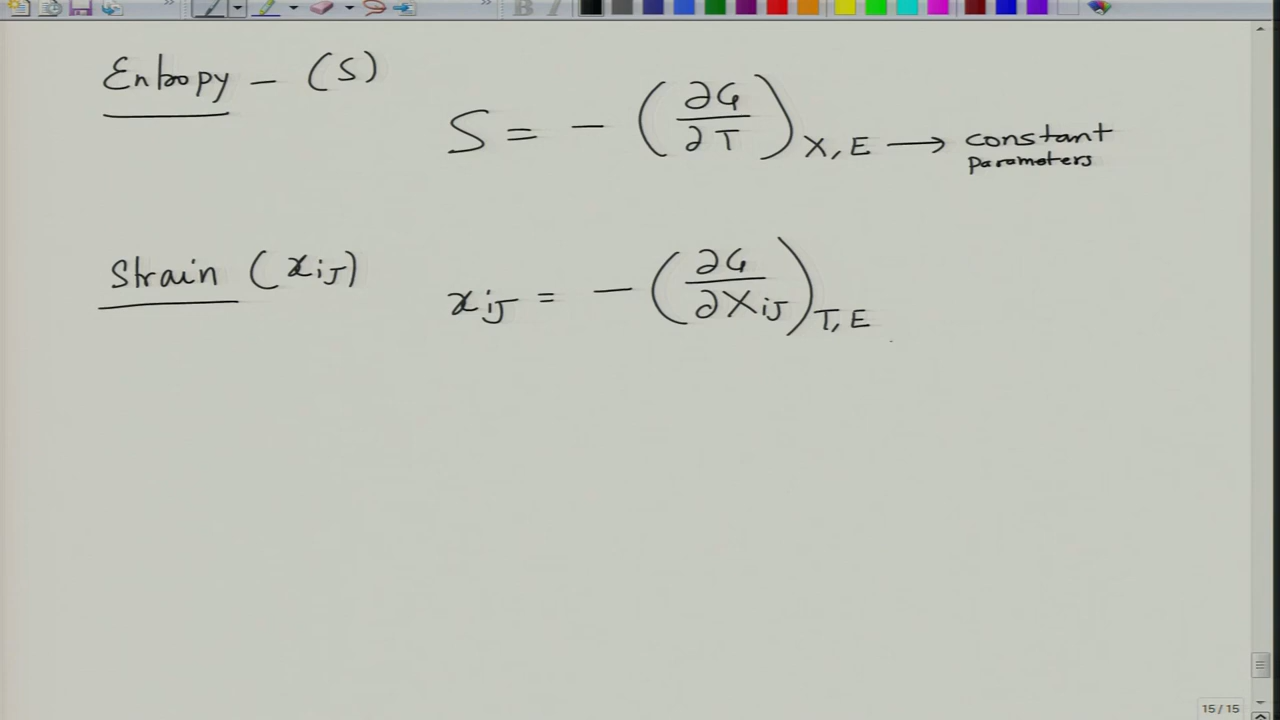 Entropy – (S)
S = - (∂G/∂T)X, E → constant
parameters
Strain (xij)
xij = - (∂G/∂Xij)T, E
15 / 15